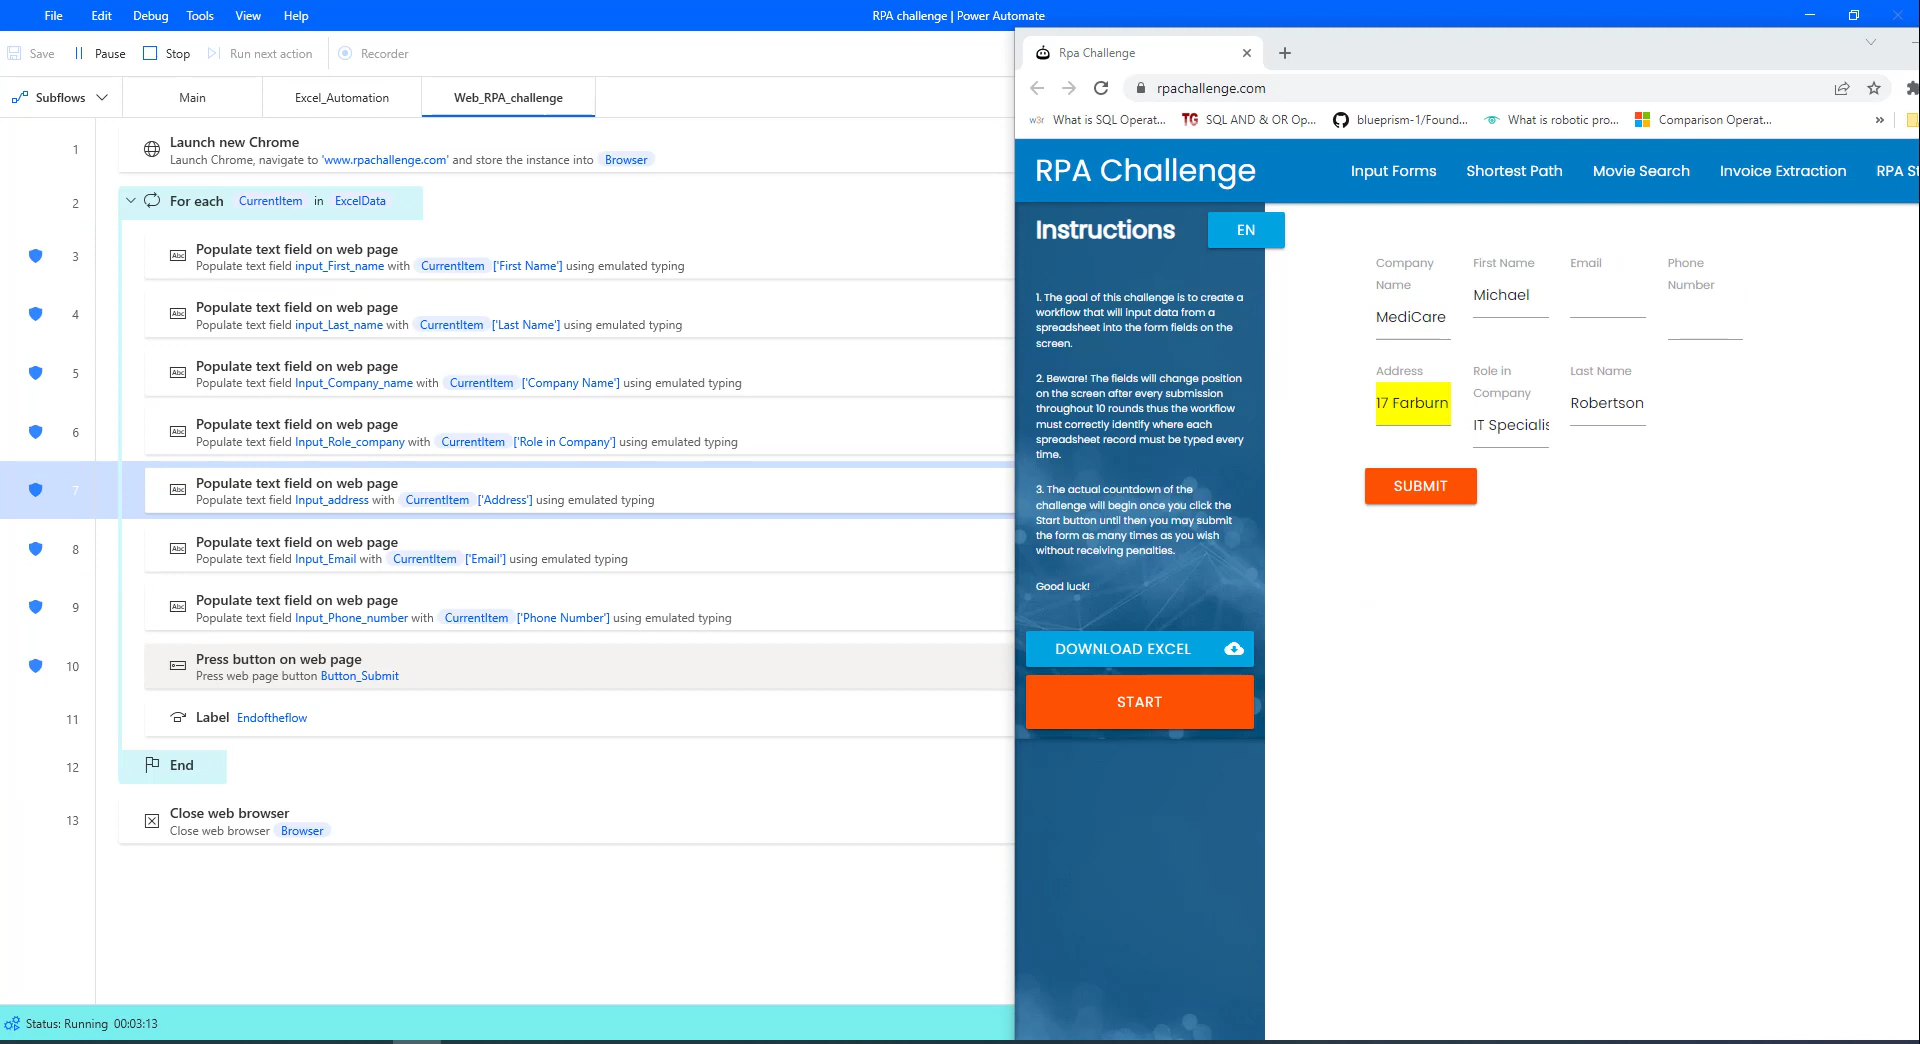 File Edit Debug Tools View Help
RPA challenge | Power Automate
Save Pause Stop Run next action Recorder
Subflows Main Excel_Automation Web_RPA_challenge
1 Launch new Chrome
Launch Chrome, navigate to 'www.rpachallenge.com' and store the instance into Browser
2 For each CurrentItem in ExcelData
3 Populate text field on web page
Populate text field input_First_name with CurrentItem ['First Name'] using emulated typing
4 Populate text field on web page
Populate text field input_Last_name with CurrentItem ['Last Name'] using emulated typing
5 Populate text field on web page
Populate text field Input_Company_name with CurrentItem ['Company Name'] using emulated typing
6 Populate text field on web page
Populate text field Input_Role_company with CurrentItem ['Role in Company'] using emulated typing
7 Populate text field on web page
Populate text field Input_address with CurrentItem ['Address'] using emulated typing
8 Populate text field on web page
Populate text field Input_Email with CurrentItem ['Email'] using emulated typing
9 Populate text field on web page
Populate text field Input_Phone_number with CurrentItem ['Phone Number'] using emulated typing
10 Press button on web page
Press web page button Button_Submit
11 Label Endoftheflow
12 End
13 Close web browser
Close web browser Browser
Status: Running 00:03:13
Rpa Challenge
rpachallenge.com
w3r What is SQL Operat... TG SQL AND & OR Op... blueprism-1/Found... What is robotic pro... Comparison Operat... »
RPA Challenge Input Forms Shortest Path Movie Search Invoice Extraction RPA St
Instructions EN
1. The goal of this challenge is to create a
workflow that will input data from a
spreadsheet into the form fields on the
screen.
2. Beware! The fields will change position
on the screen after every submission
throughout 10 rounds thus the workflow
must correctly identify where each
spreadsheet record must be typed every
time.
3. The actual countdown of the
challenge will begin once you click the
Start button until then you may submit
the form as many times as you wish
without receiving penalties.
Good luck!
DOWNLOAD EXCEL
START
Company First Name Email Phone
Name Number
Michael
MediCare
Address Role in Last Name
Company
17 Farburn Robertson
IT Specialis
SUBMIT